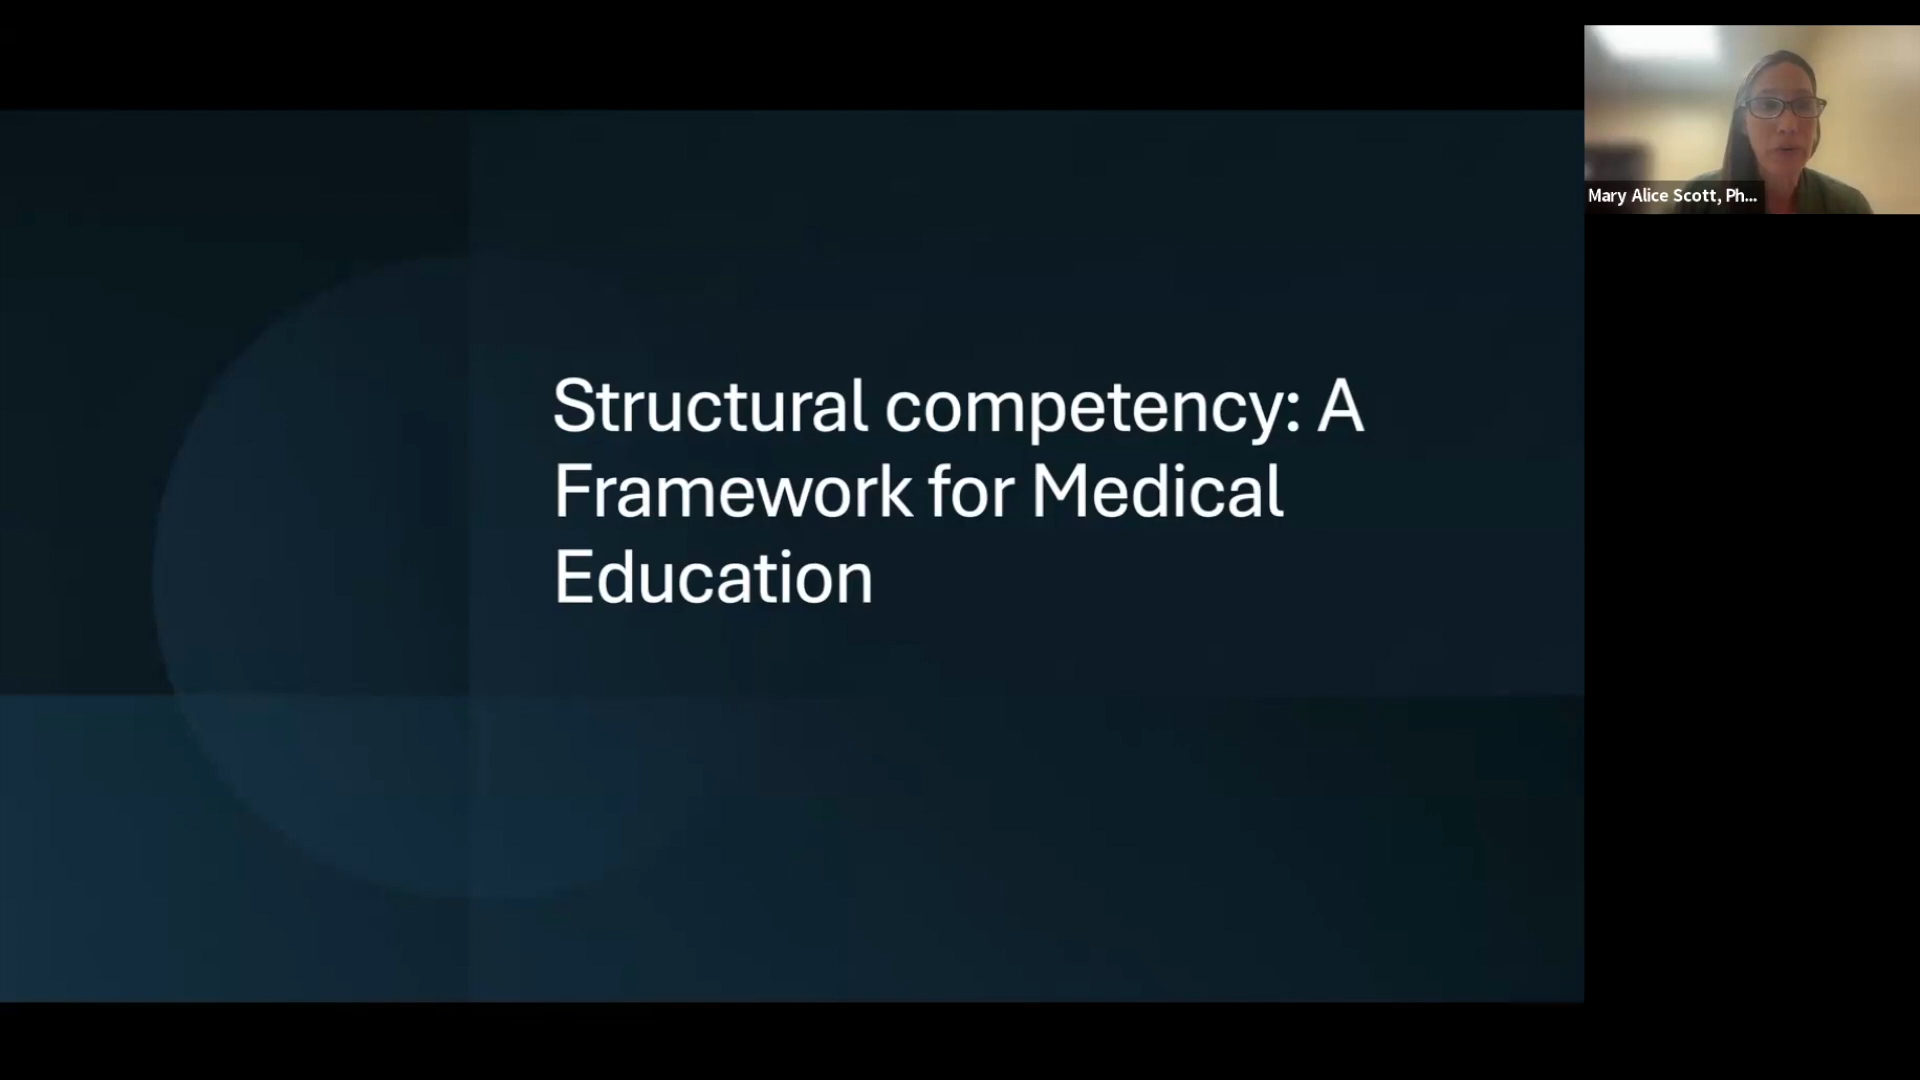 Structural competency: A
Framework for Medical
Education
Mary Alice Scott, Ph...